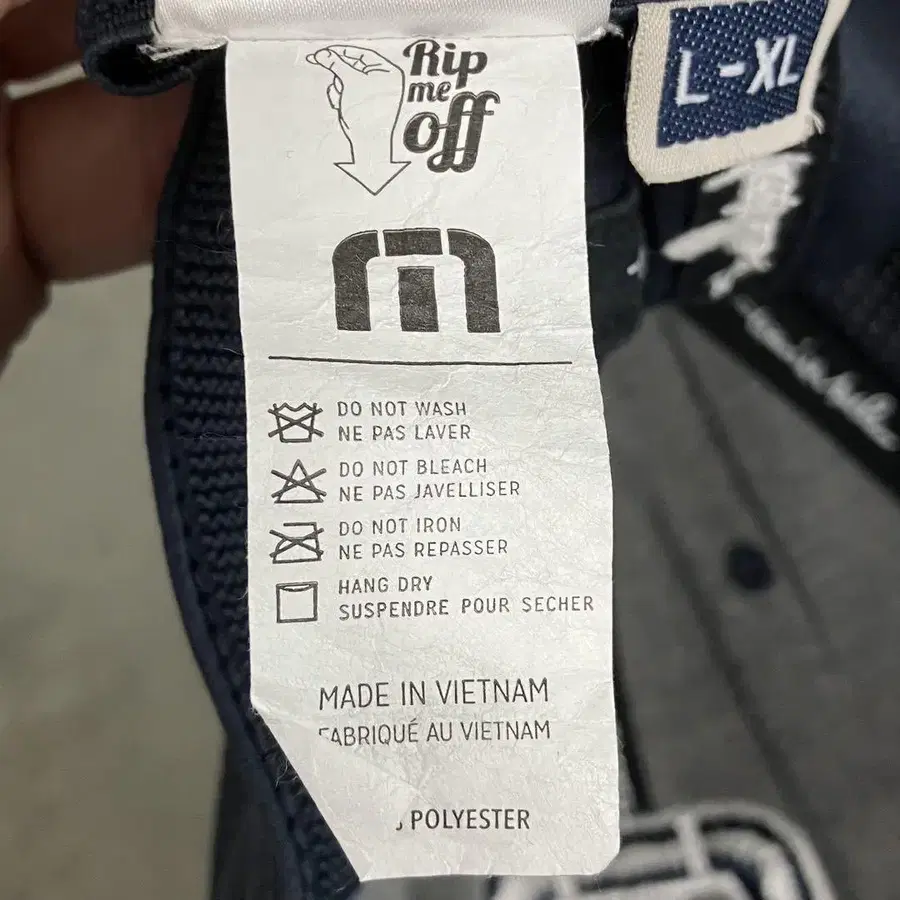 Rip
me
off
L-XL
DO NOT WASH
NE PAS LAVER
DO NOT BLEACH
NE PAS JAVELLISER
DO NOT IRON
NE PAS REPASSER
HANG DRY
SUSPENDRE POUR SECHER
MADE IN VIETNAM
FABRIQUÉ AU VIETNAM
POLYESTER